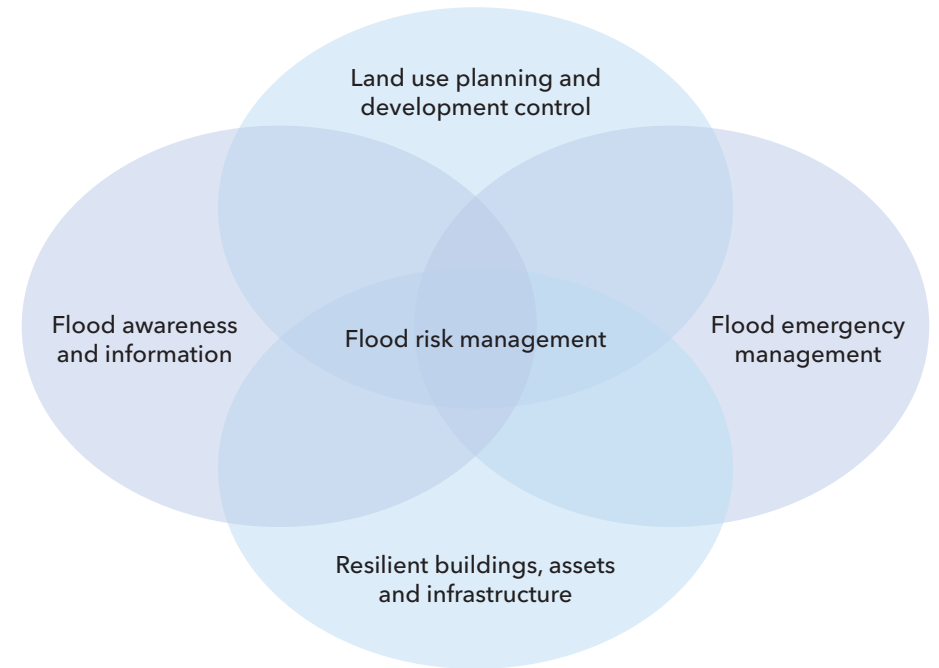 Land use planning and
development control
Flood awareness
and information
Flood risk management
Flood emergency
management
Resilient buildings, assets
and infrastructure